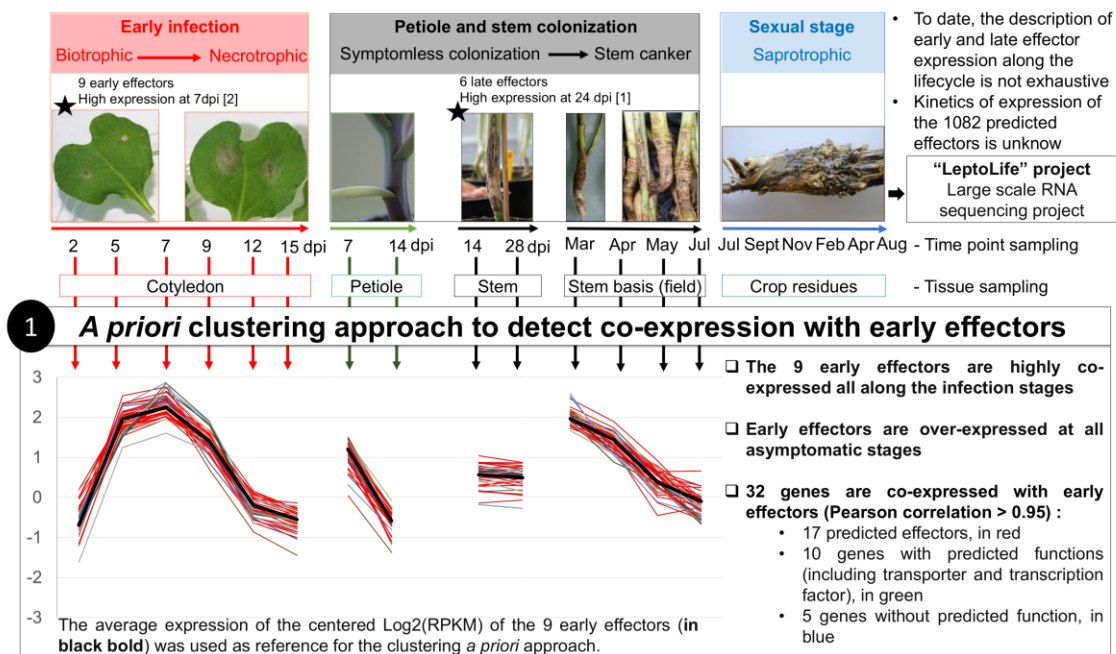 Early infection
Biotrophic
Necrotrophic
9 early effectors
High expression at 7dpi [2]
Petiole and stem colonization
Symptomless colonization
Stem canker
6 late effectors
High expression at 24 dpi [1]
Sexual stage
Saprotrophic
• To date, the description of
early and late effector
expression along the
lifecycle is not exhaustive
• Kinetics of expression of
the 1082 predicted
effectors is unknow
“LeptoLife” project
Large scale RNA
sequencing project
2 5 7 9 12 15 dpi
7 14 dpi
14 28 dpi
Mar Apr May Jul
Jul Sept Nov Feb Apr Aug
- Time point sampling
Cotyledon
Petiole
Stem
Stem basis (field)
Crop residues
- Tissue sampling
1
A priori clustering approach to detect co-expression with early effectors
3
2
1
0
-1
-2
-3
❑ The 9 early effectors are highly co-
expressed all along the infection stages
❑ Early effectors are over-expressed at all
asymptomatic stages
❑ 32 genes are co-expressed with early
effectors (Pearson correlation > 0.95) :
• 17 predicted effectors, in red
• 10 genes with predicted functions
(including transporter and transcription
factor), in green
• 5 genes without predicted function, in
blue
The average expression of the centered Log2(RPKM) of the 9 early effectors (in
black bold) was used as reference for the clustering a priori approach.